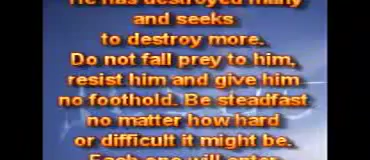 He has destroyed many
and seeks
to destroy more.
Do not fall prey to him,
resist him and give him
no foothold. Be steadfast
no matter how hard
or difficult it might be.
Each one will enter